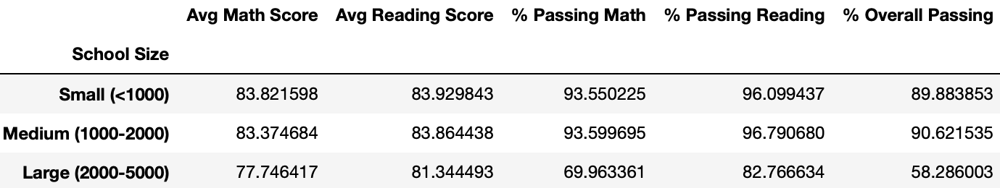 Avg Math Score Avg Reading Score % Passing Math % Passing Reading % Overall Passing
School Size
Small (<1000) 83.821598 83.929843 93.550225 96.099437 89.883853
Medium (1000-2000) 83.374684 83.864438 93.599695 96.790680 90.621535
Large (2000-5000) 77.746417 81.344493 69.963361 82.766634 58.286003